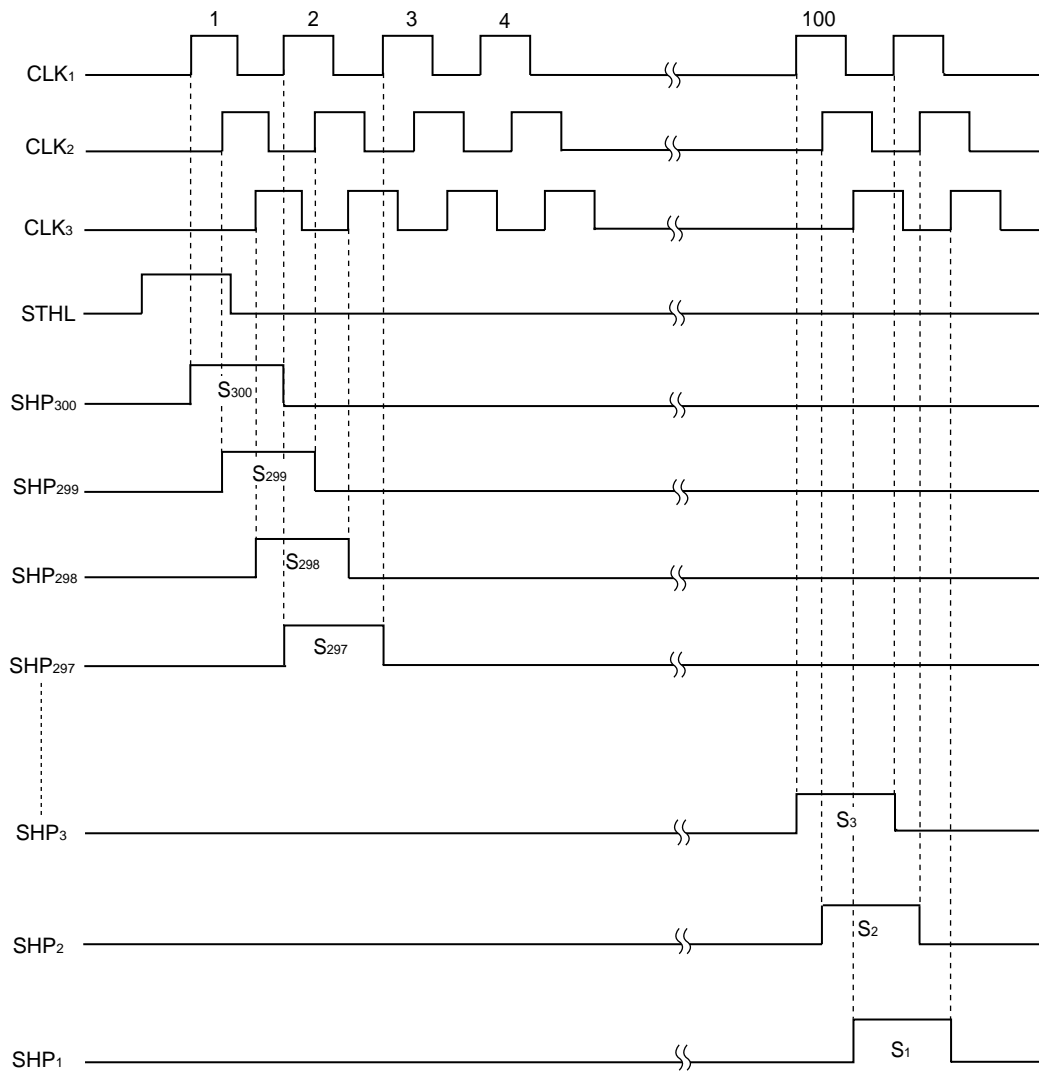 1 2 3 4 100
CLK1
CLK2
CLK3
STHL
SHP300 S300
SHP299 S299
SHP298 S298
SHP297 S297
SHP3 S3
SHP2 S2
SHP1 S1